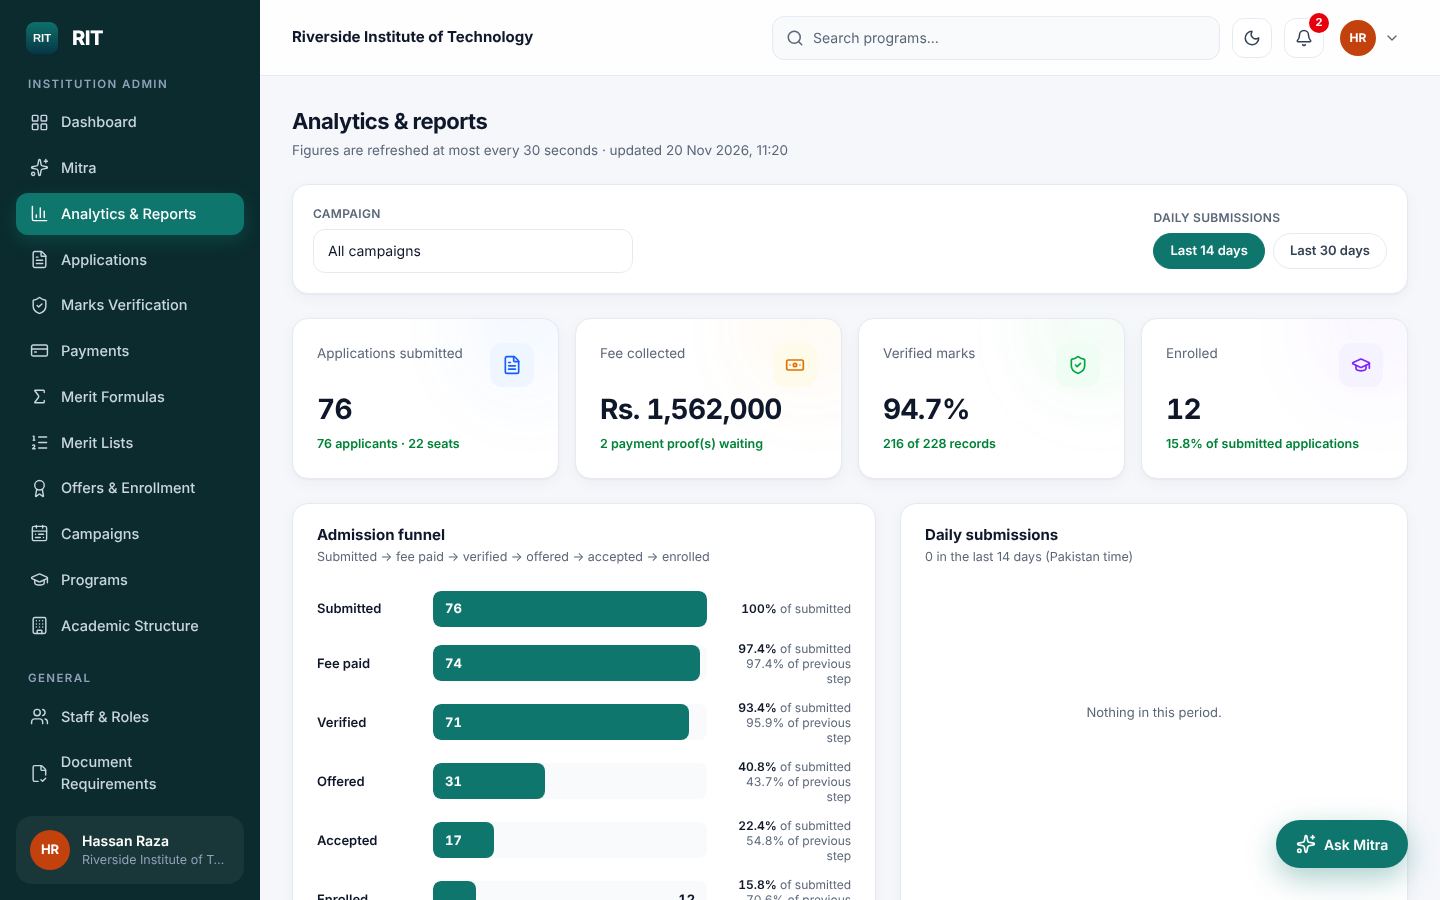 RIT
RIT
INSTITUTION ADMIN
Dashboard
Mitra
Analytics & Reports
Applications
Marks Verification
Payments
Merit Formulas
Merit Lists
Offers & Enrollment
Campaigns
Programs
Academic Structure
GENERAL
Staff & Roles
Document
Requirements
HR
Hassan Raza
Riverside Institute of T...
Riverside Institute of Technology
Search programs...
2
HR
Analytics & reports
Figures are refreshed at most every 30 seconds · updated 20 Nov 2026, 11:20
CAMPAIGN
All campaigns
DAILY SUBMISSIONS
Last 14 days
Last 30 days
Applications submitted
76
76 applicants · 22 seats
Fee collected
Rs. 1,562,000
2 payment proof(s) waiting
Verified marks
94.7%
216 of 228 records
Enrolled
12
15.8% of submitted applications
Admission funnel
Submitted → fee paid → verified → offered → accepted → enrolled
Submitted
76
100% of submitted
Fee paid
74
97.4% of submitted
97.4% of previous
step
Verified
71
93.4% of submitted
95.9% of previous
step
Offered
31
40.8% of submitted
43.7% of previous
step
Accepted
17
22.4% of submitted
54.8% of previous
step
Enrolled
12
15.8% of submitted
70.6% of previous
Daily submissions
0 in the last 14 days (Pakistan time)
Nothing in this period.
Ask Mitra